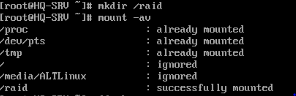 [root@HQ-SRV ~]# mkdir /raid
[root@HQ-SRV ~]# mount -av
/proc : already mounted
/dev/pts : already mounted
/tmp : already mounted
/ : ignored
/media/ALTLinux : ignored
/raid : successfully mounted